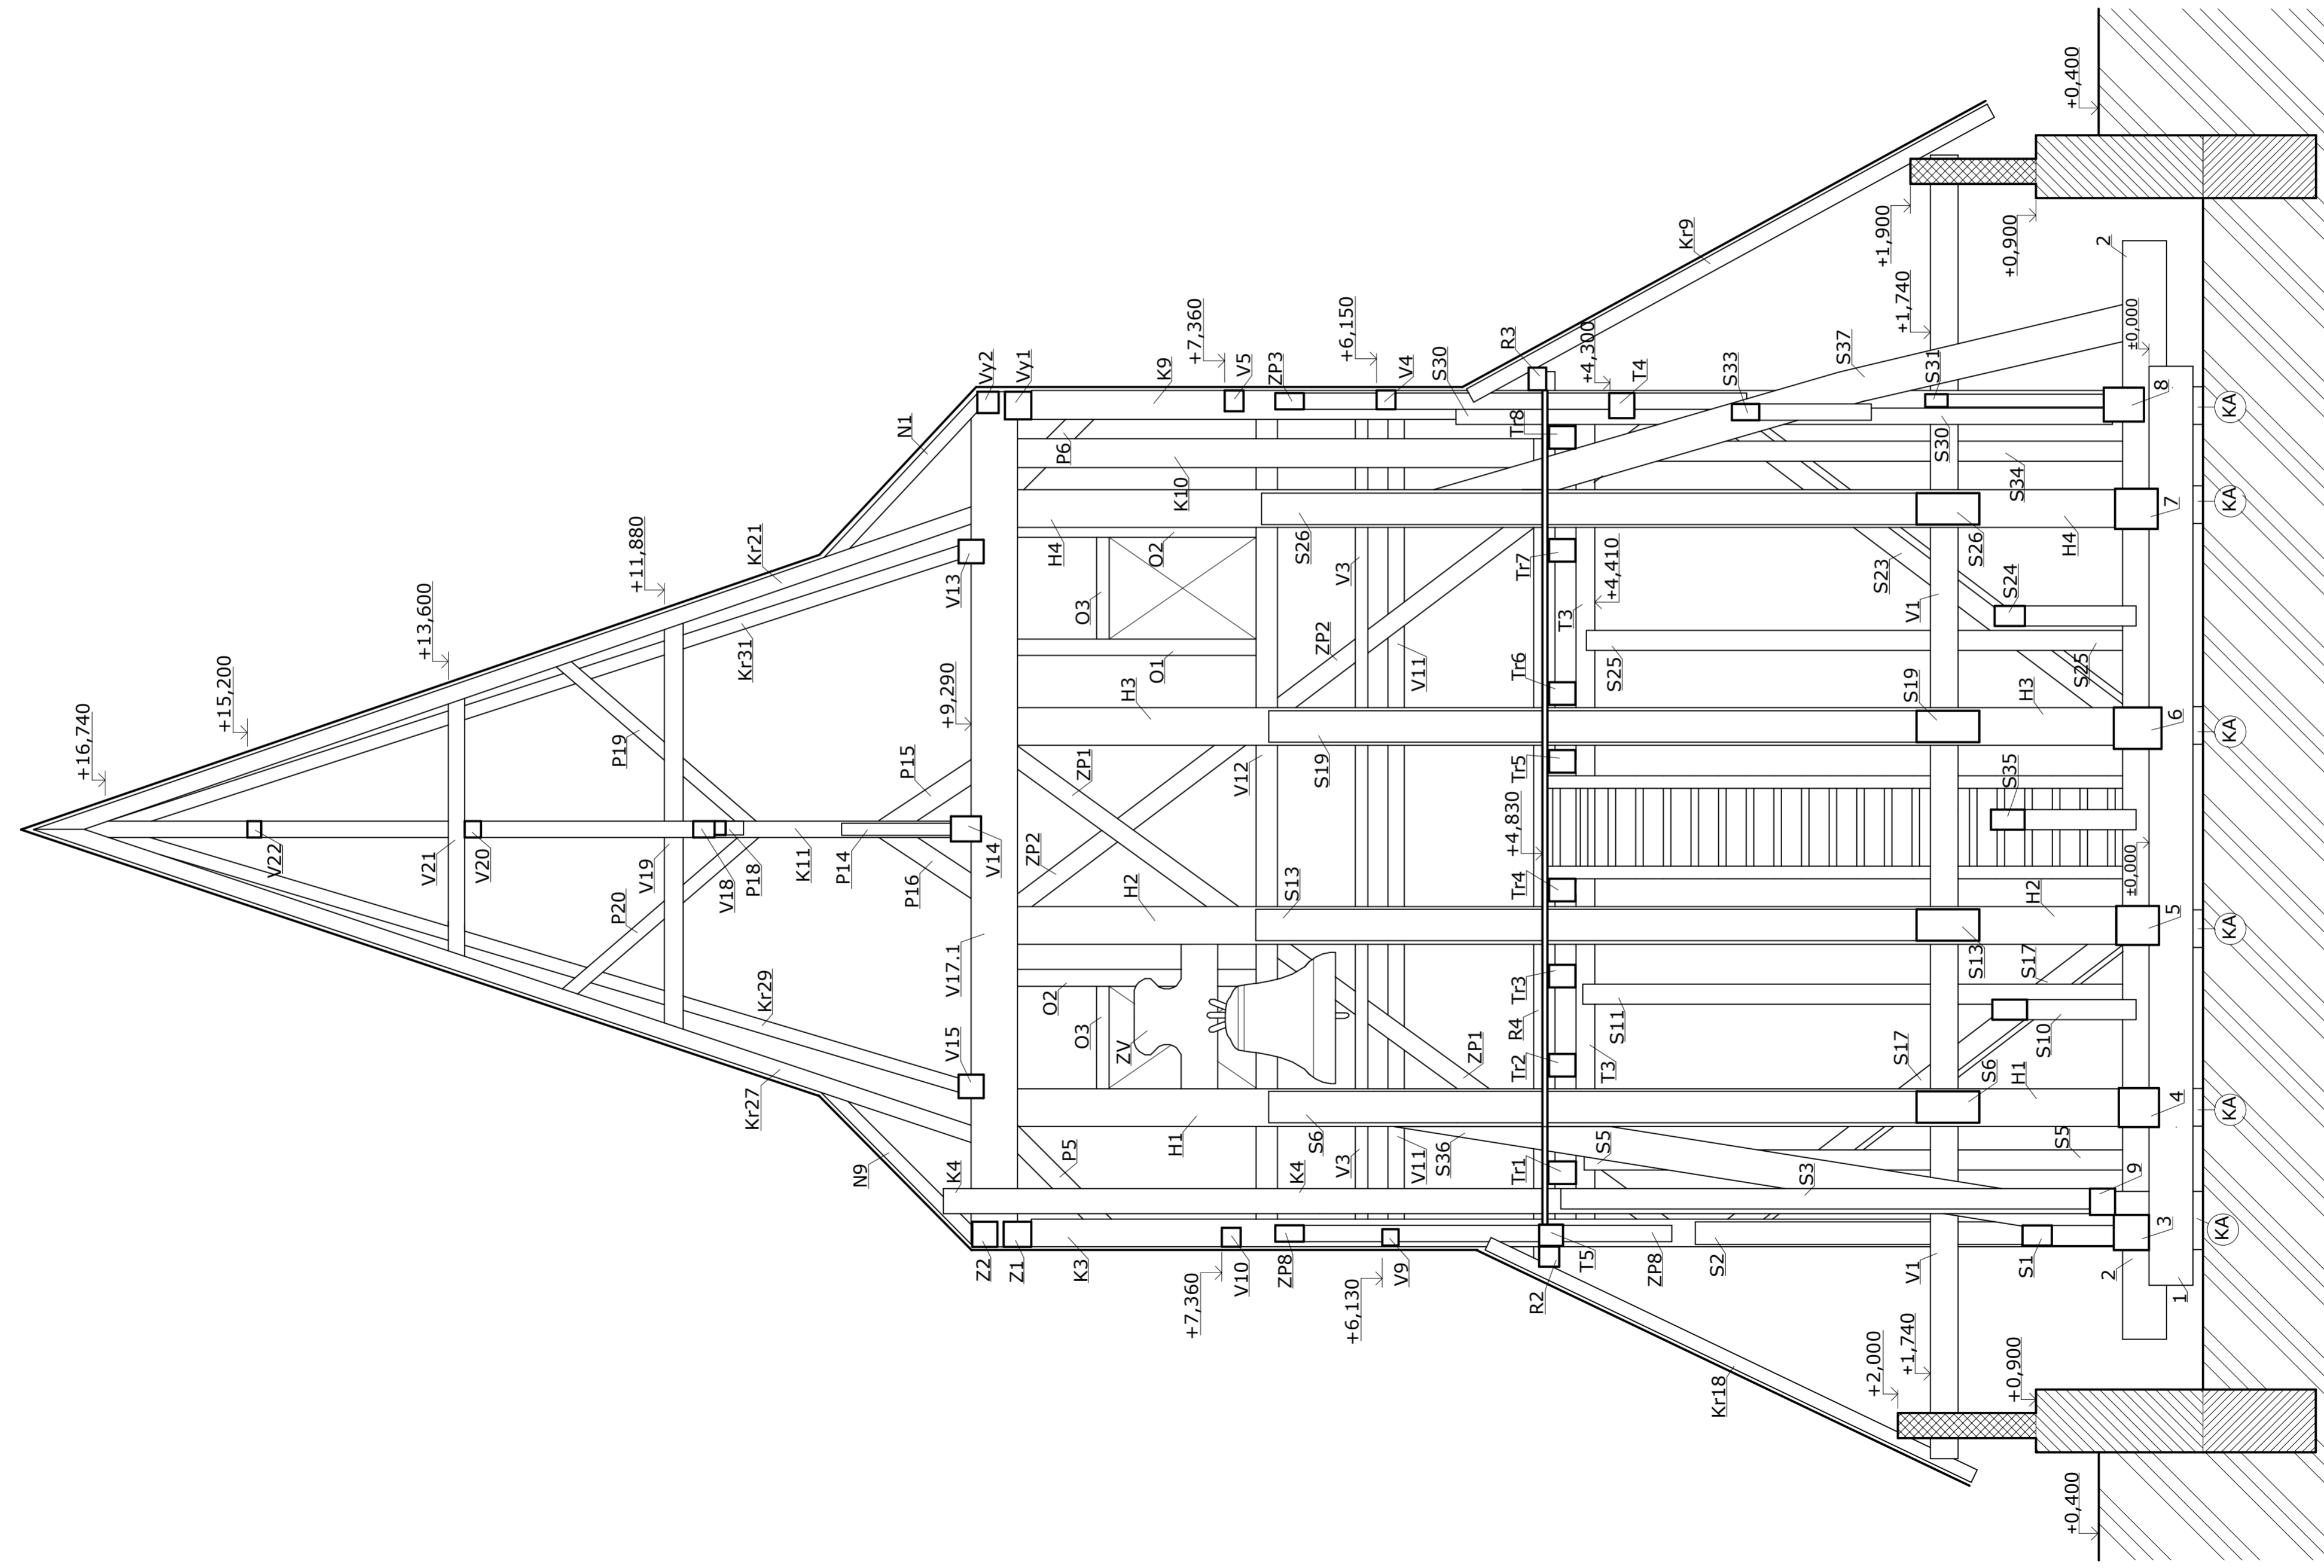 +16,740
+15,200
+13,600
+11,880
+9,290
V22
V21
V20
P19
P20
V19
V18
P18
K11
P14
P15
P16
V14
Kr21
Kr31
Kr27
Kr29
V13
V15
N1
N9
Vy2
Vy1
Z2
Z1
V17.1
K4
K9
K3
P6
P5
K10
H4
H3
H2
H1
O2
O3
O1
O2
O3
ZV
ZP1
ZP2
V12
+7,360
V5
ZP3
+6,150
V4
S30
+7,360
V10
ZP8
+6,130
V9
K4
S26
S19
S13
S6
V3
V3
V11
V11
ZP2
ZP1
S36
R3
R2
R4
Kr9
Kr18
+4,300
T4
T5
Tr1
Tr2
Tr3
Tr4
Tr5
Tr6
Tr7
Tr8
+4,830
+4,410
T3
T3
S33
S37
S31
S30
S34
S25
S25
S11
S5
S5
S3
ZP8
S2
S1
S23
S24
V1
V1
S26
S19
S13
S6
S35
S17
S17
S10
H4
H3
H2
H1
+1,900
+1,740
+0,900
+0,400
+2,000
+1,740
+0,900
+0,400
±0,000
±0,000
2
8
7
6
5
4
9
3
2
1
KA
KA
KA
KA
KA
KA